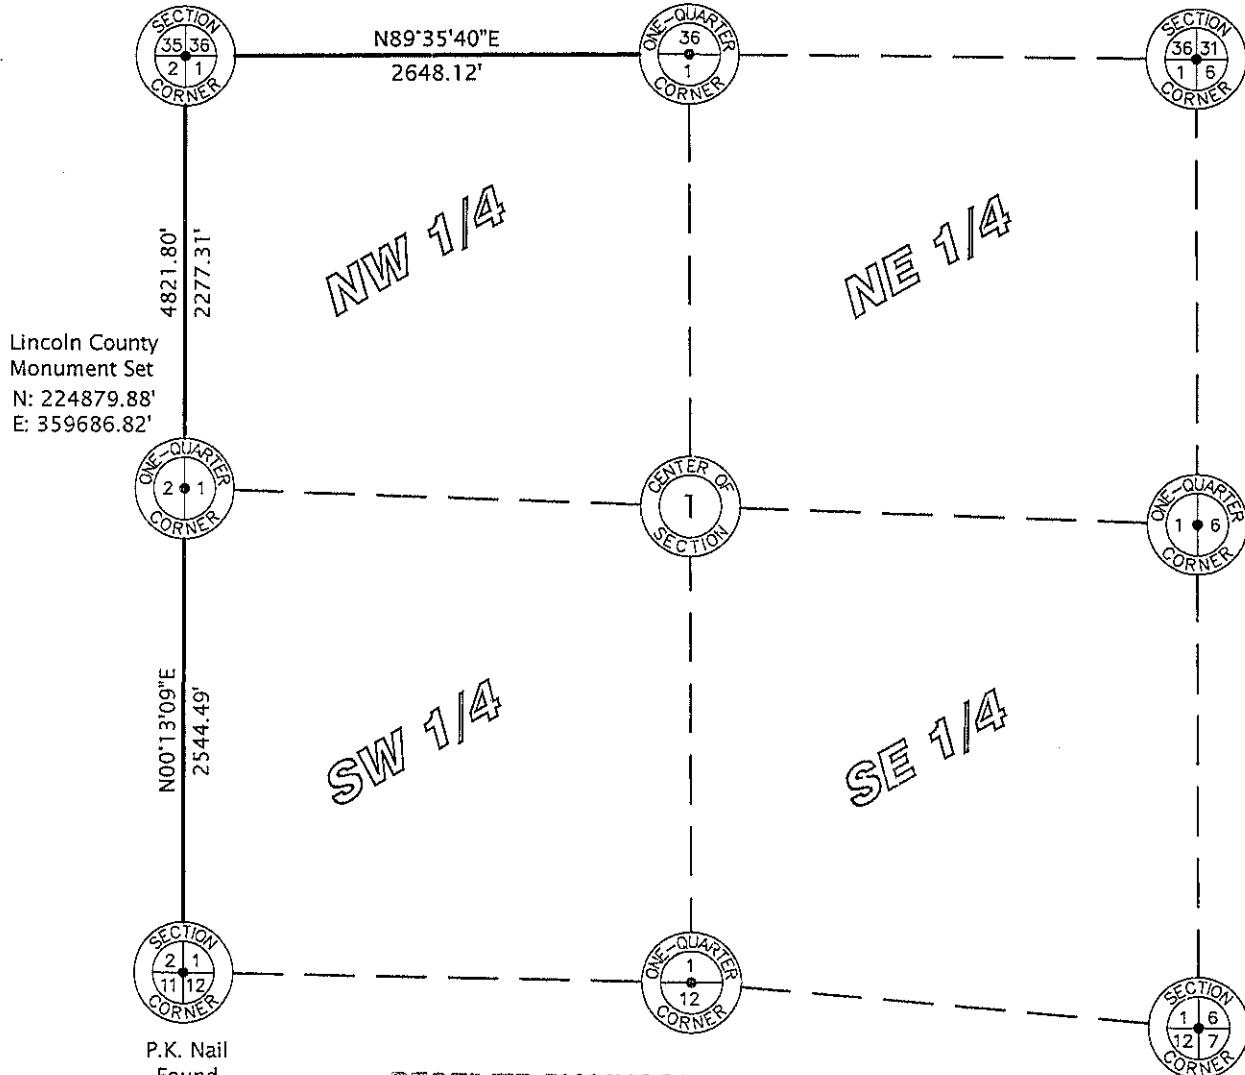 SECTION
35 36
2 1
CORNER
N89°35'40"E
2648.12'
ONE-QUARTER
36
1
CORNER
SECTION
36 31
1 6
CORNER
4821.80'
2277.31'
NW 1/4
NE 1/4
Lincoln County
Monument Set
N: 224879.88'
E: 359686.82'
ONE-QUARTER
2 1
CORNER
CENTER OF
1
SECTION
ONE-QUARTER
1 6
CORNER
N00°13'09"E
2544.49'
SW 1/4
SE 1/4
SECTION
2 1
11 12
CORNER
ONE-QUARTER
1
12
CORNER
SECTION
1 6
12 7
CORNER
P.K. Nail
Found